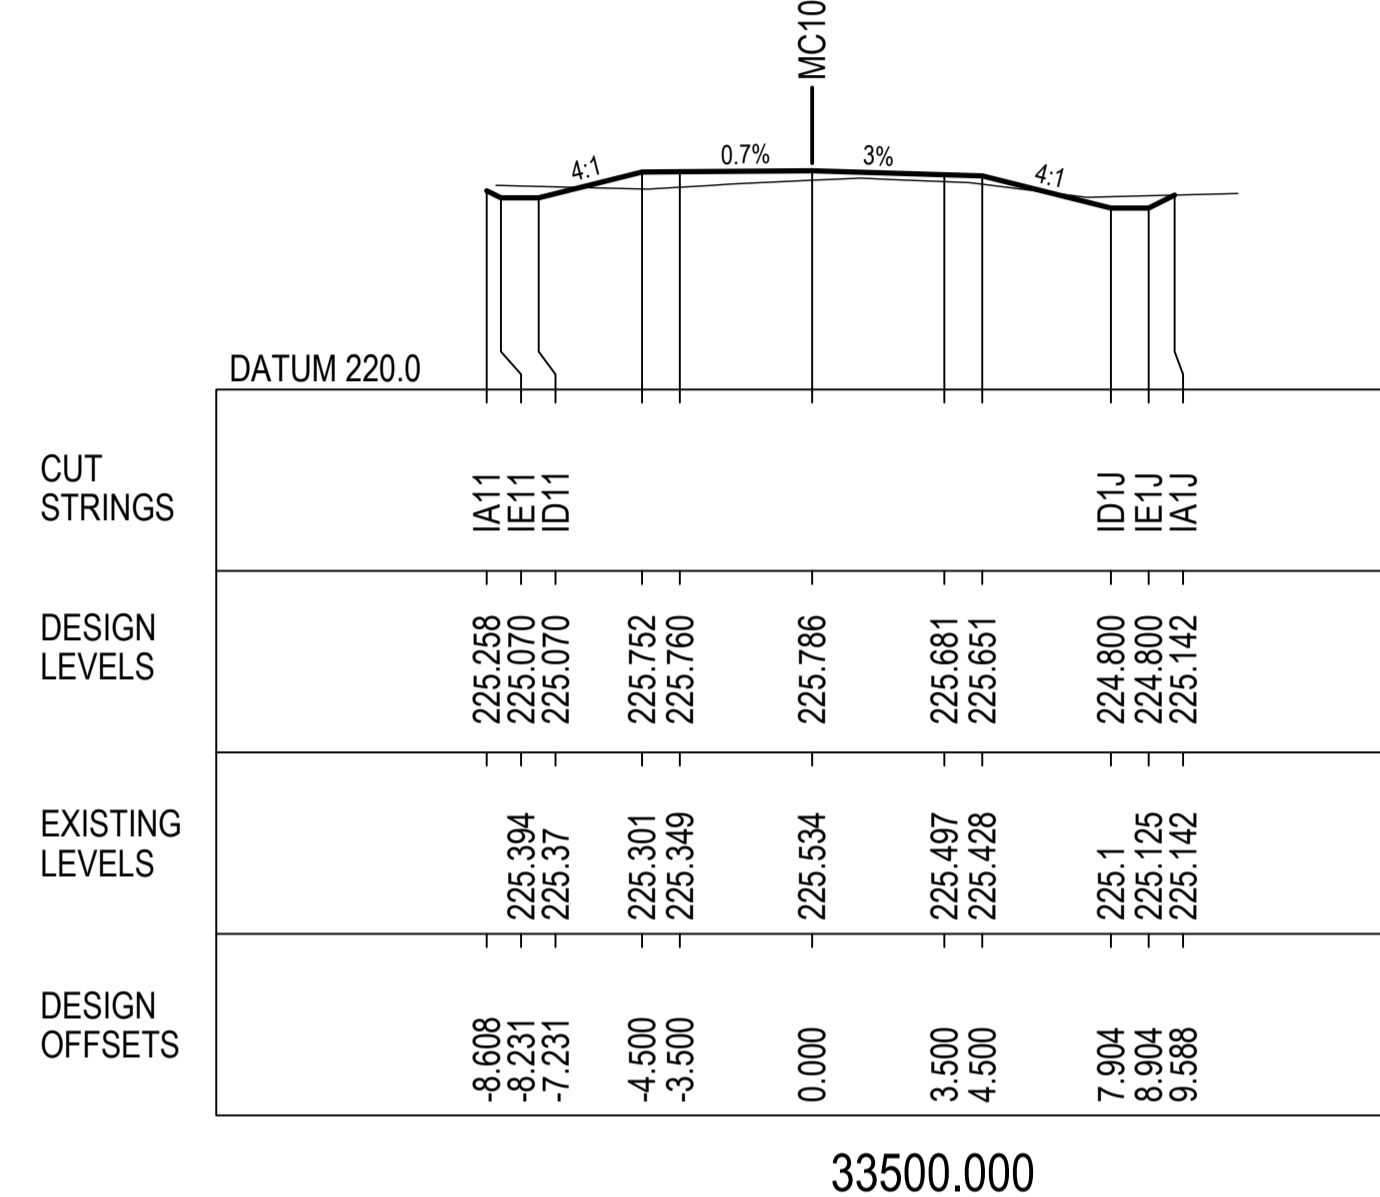 MC10
4:1
0.7%
3%
4:1
DATUM 220.0
CUT
STRINGS
IA11
IE11
ID11
ID1J
IE1J
IA1J
DESIGN
LEVELS
225.258
225.070
225.070
225.752
225.760
225.786
225.681
225.651
224.800
224.800
225.142
EXISTING
LEVELS
225.394
225.37
225.301
225.349
225.534
225.497
225.428
225.1
225.125
225.142
DESIGN
OFFSETS
-8.608
-8.231
-7.231
-4.500
-3.500
0.000
3.500
4.500
7.904
8.904
9.588
33500.000